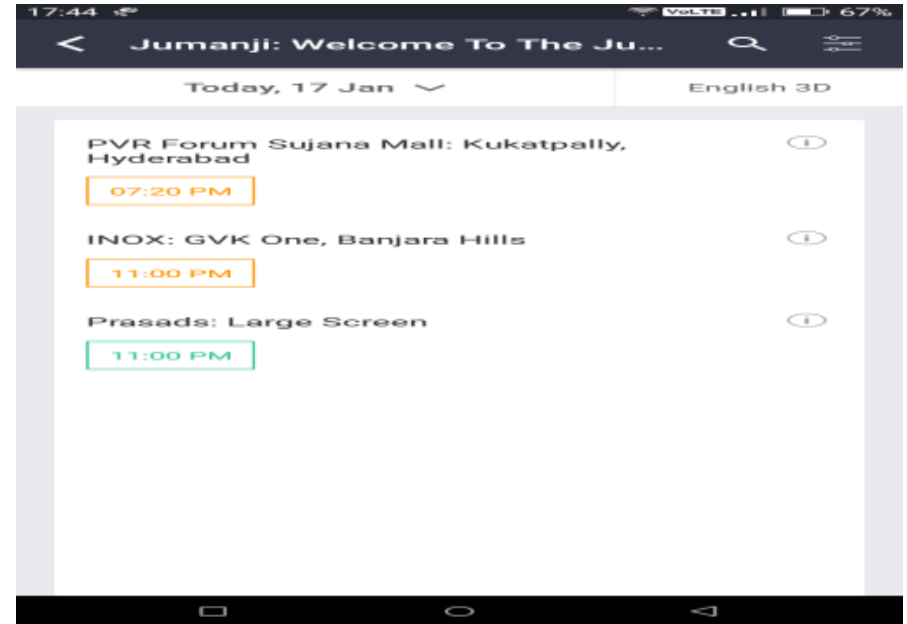 17:44 VoLTE 67%
Jumanji: Welcome To The Ju...
Today, 17 Jan English 3D
PVR Forum Sujana Mall: Kukatpally,
Hyderabad
07:20 PM
INOX: GVK One, Banjara Hills
11:00 PM
Prasads: Large Screen
11:00 PM